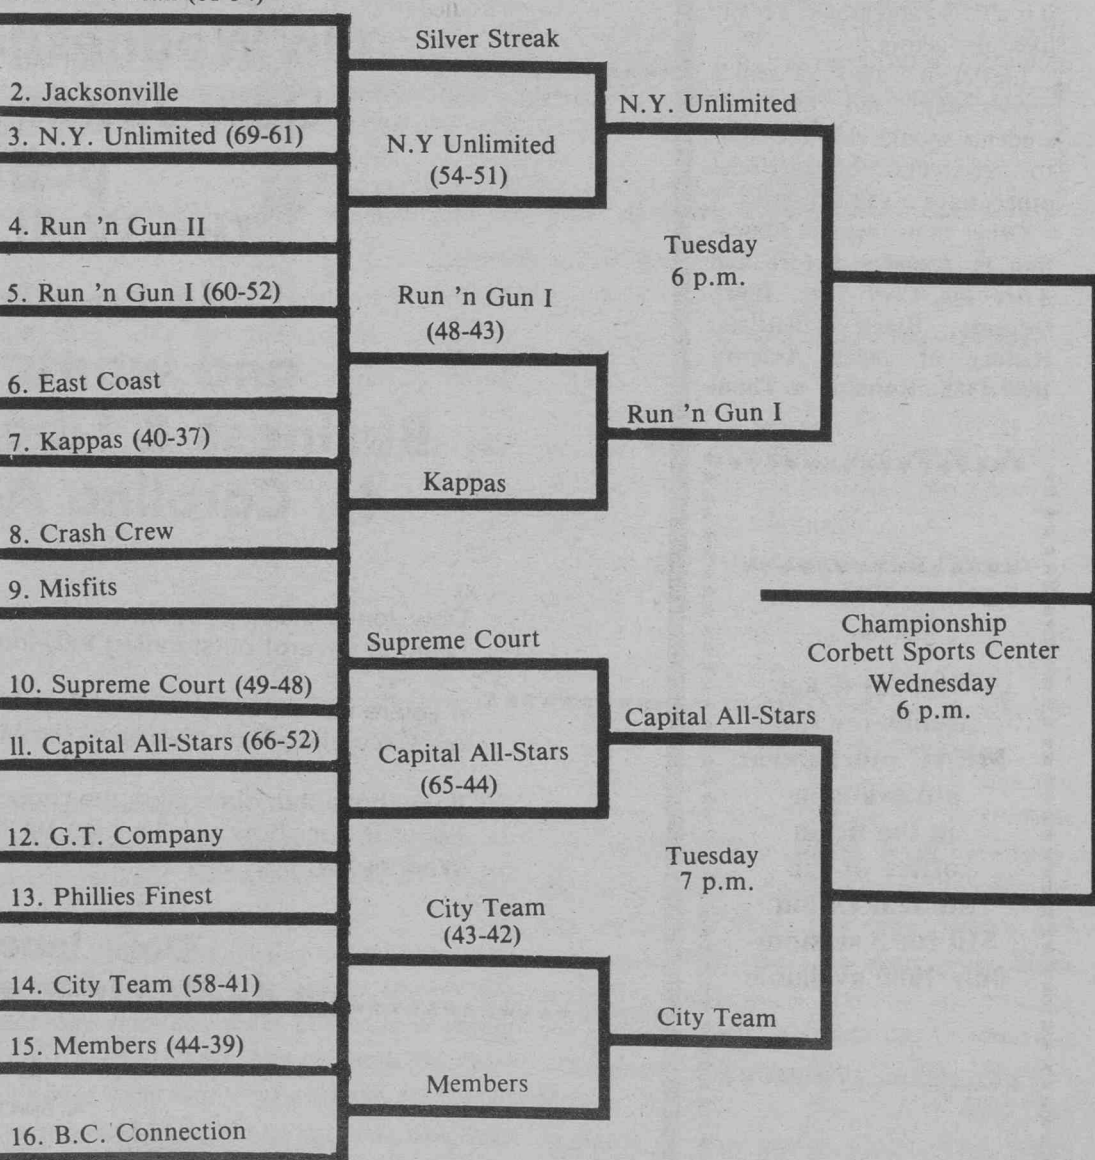 2. Jacksonville
3. N.Y. Unlimited (69-61)
4. Run 'n Gun II
5. Run 'n Gun I (60-52)
6. East Coast
7. Kappas (40-37)
8. Crash Crew
9. Misfits
10. Supreme Court (49-48)
11. Capital All-Stars (66-52)
12. G.T. Company
13. Phillies Finest
14. City Team (58-41)
15. Members (44-39)
16. B.C. Connection
Silver Streak
N.Y Unlimited
(54-51)
Run 'n Gun I
(48-43)
Kappas
Supreme Court
Capital All-Stars
(65-44)
City Team
(43-42)
Members
N.Y. Unlimited
Tuesday
6 p.m.
Run 'n Gun I
Capital All-Stars
Tuesday
7 p.m.
City Team
Championship
Corbett Sports Center
Wednesday
6 p.m.